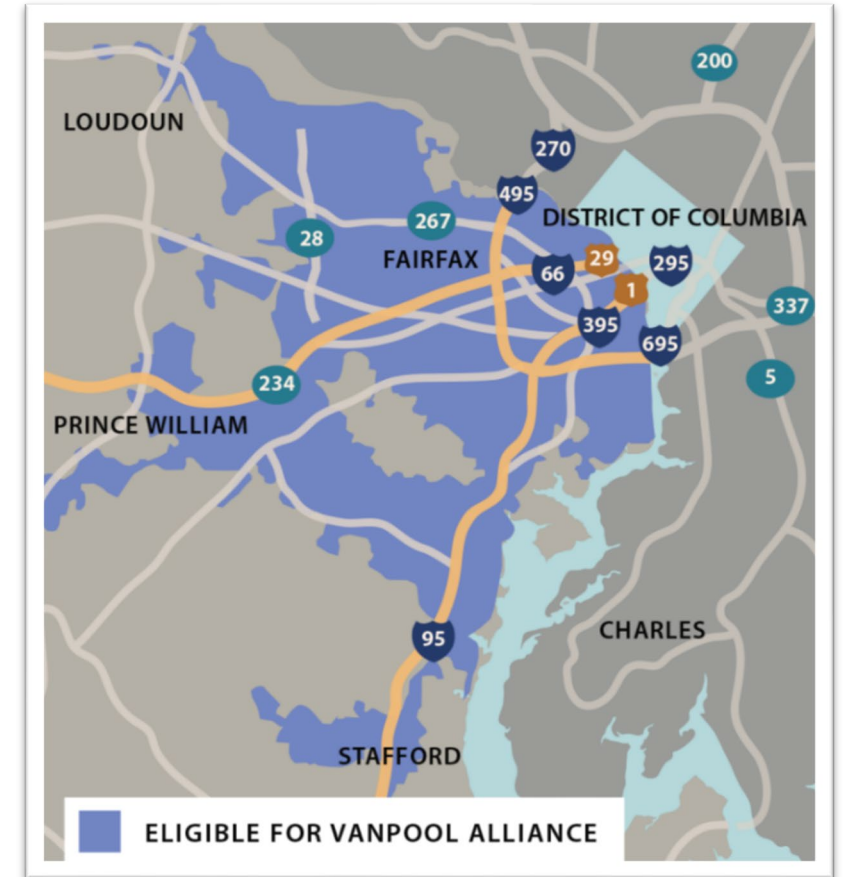 200
LOUDOUN
270
495
DISTRICT OF COLUMBIA
267
28
FAIRFAX
29
295
66
1
337
395
695
5
234
PRINCE WILLIAM
CHARLES
95
STAFFORD
ELIGIBLE FOR VANPOOL ALLIANCE